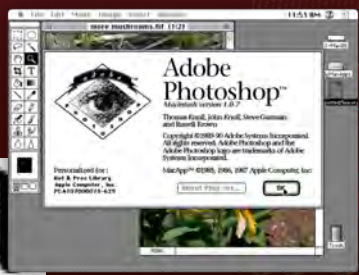 File Edit Mode Image Select Window
11:53 AM
more mushrooms.tif (1:2)
Adobe
Photoshop™
Macintosh version 1.0.7
Thomas Knoll, John Knoll, Steve Guttman
and Russell Brown
Copyright ©1989-90 Adobe Systems Incorporated.
All rights reserved. Adobe Photoshop and the
Adobe Photoshop logo are trademarks of Adobe
Systems Incorporated.
MacApp™ ©1985, 1986, 1987 Apple Computer, Inc.
Personalized for:
Apple Computer, Inc.
About Plug-ins...
OK
Trash